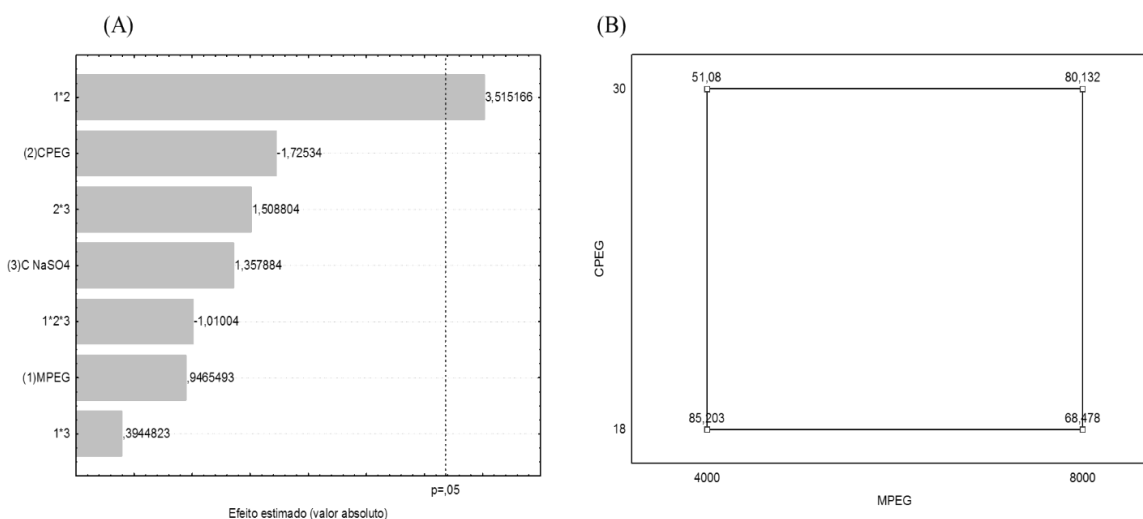 (A)
1*2
3,515166
(2)CPEG
-1,72534
2*3
1,508804
(3)C NaSO4
1,357884
1*2*3
-1,01004
(1)MPEG
,9465493
1*3
,3944823
p=,05
Efeito estimado (valor absoluto)
(B)
51,08
80,132
30
CPEG
85,203
68,478
18
4000
8000
MPEG